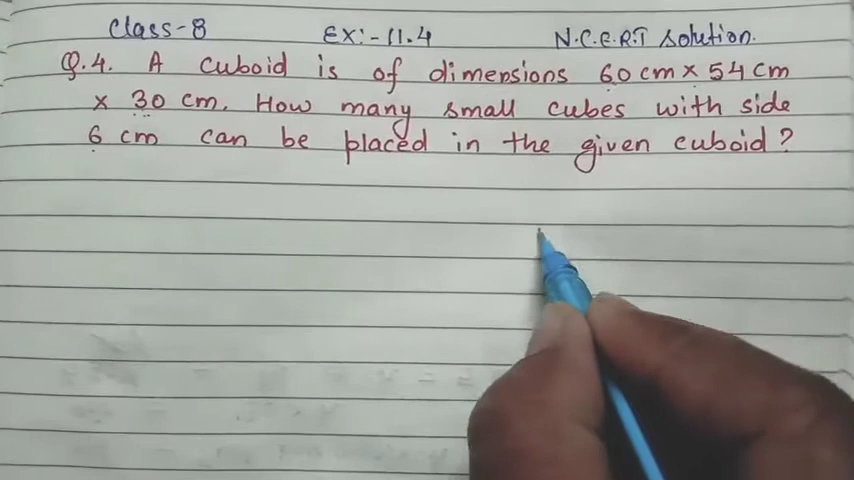 Class-8 EX:-11.4 N.C.E.R.T Solution.
Q.4. A cuboid is of dimensions 60 cm x 54 cm
x 30 cm. How many small cubes with side
6 cm can be placed in the given cuboid?